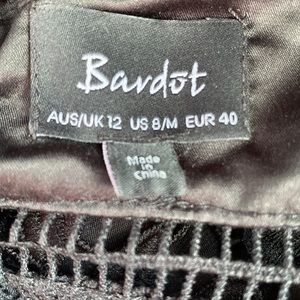 Bardot
AUS/UK 12 US 8/M EUR 40
Made in
China